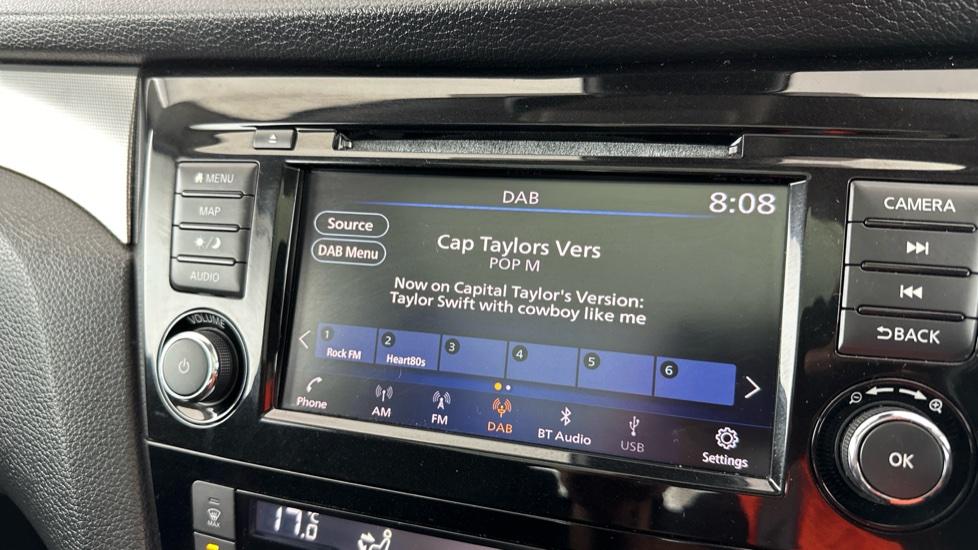 DAB
8:08
Source
DAB Menu
Cap Taylors Vers
POP M
Now on Capital Taylor's Version:
Taylor Swift with cowboy like me
1 Rock FM
2 Heart80s
3
4
5
6
Phone
AM
FM
DAB
BT Audio
USB
Settings
MENU
MAP
AUDIO
VOLUME
CAMERA
BACK
OK
MAX
17.5°C